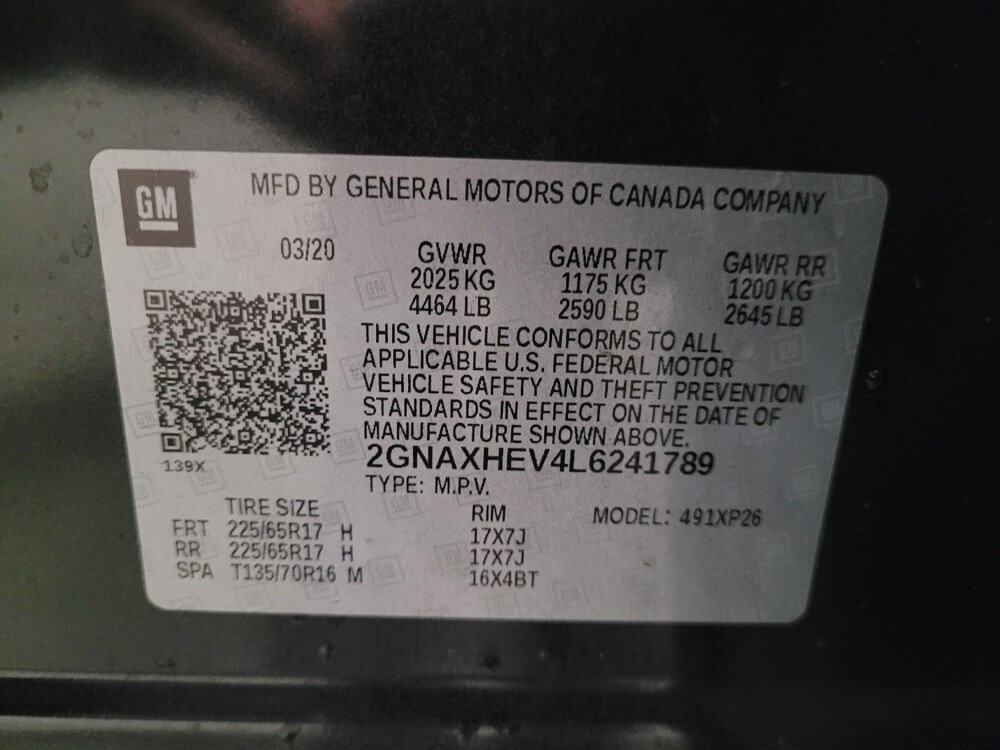 GM
MFD BY GENERAL MOTORS OF CANADA COMPANY
03/20
GVWR GAWR FRT GAWR RR
2025 KG 1175 KG 1200 KG
4464 LB 2590 LB 2645 LB
THIS VEHICLE CONFORMS TO ALL
APPLICABLE U.S. FEDERAL MOTOR
VEHICLE SAFETY AND THEFT PREVENTION
STANDARDS IN EFFECT ON THE DATE OF
MANUFACTURE SHOWN ABOVE.
139X
2GNAXHEV4L6241789
TYPE: M.P.V.
TIRE SIZE RIM MODEL: 491XP26
FRT 225/65R17 H 17X7J
RR 225/65R17 H 17X7J
SPA T135/70R16 M 16X4BT